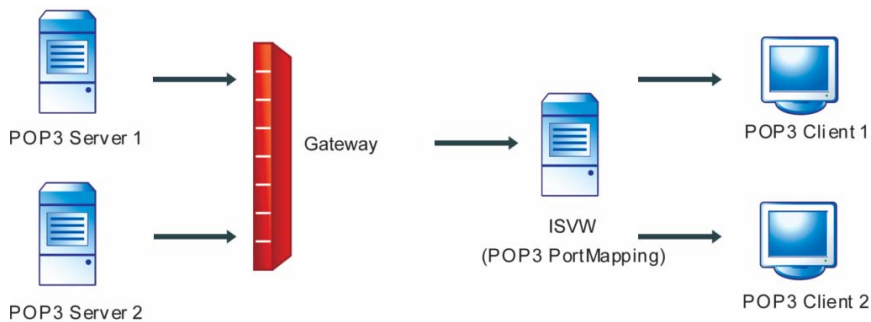 POP3 Server 1
Gateway
POP3 Client 1
ISVW
(POP3 PortMapping)
POP3 Server 2
POP3 Client 2